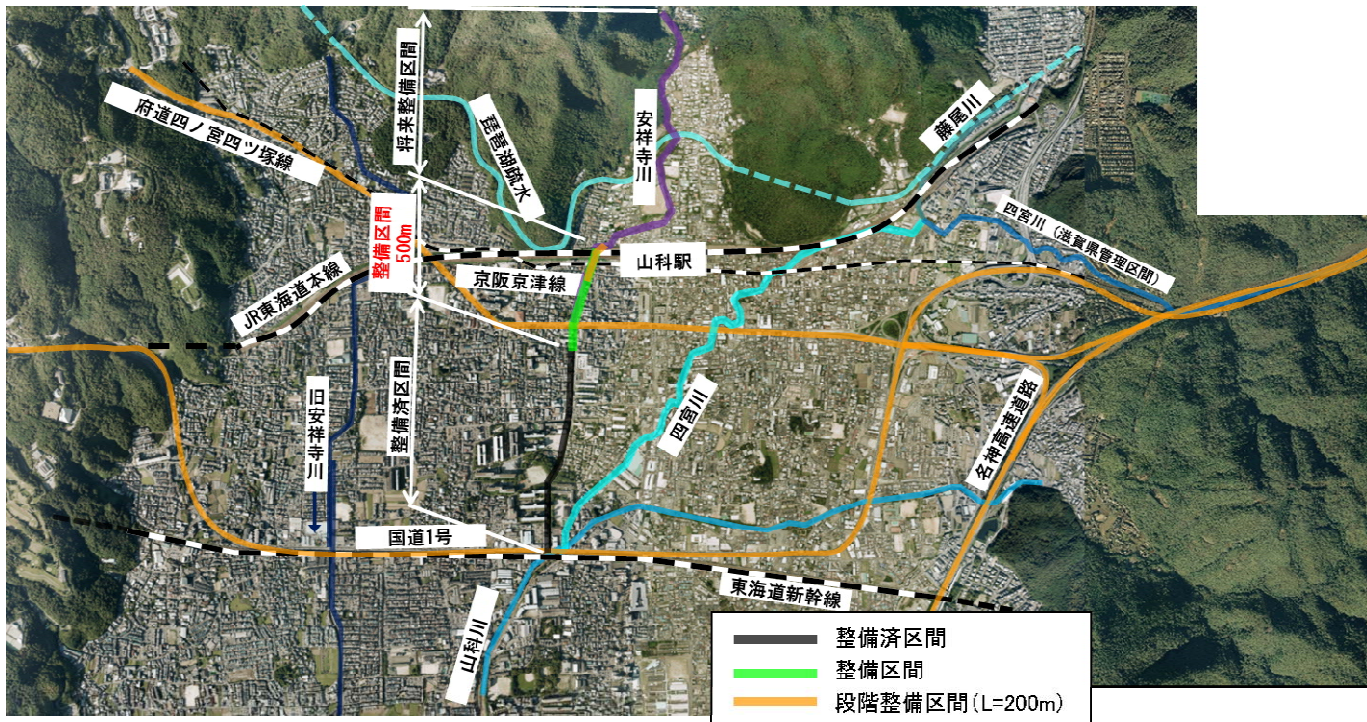 将来整備区間
府道四ノ宮四ツ塚線
琵琶湖疏水
安祥寺川
藤尾川
四宮川（滋賀県管理区間）
整備区間
500m
山科駅
京阪京津線
JR東海道本線
整備済区間
旧安祥寺川
四宮川
名神高速道路
国道1号
東海道新幹線
山科川
整備済区間
整備区間
段階整備区間（L=200m）